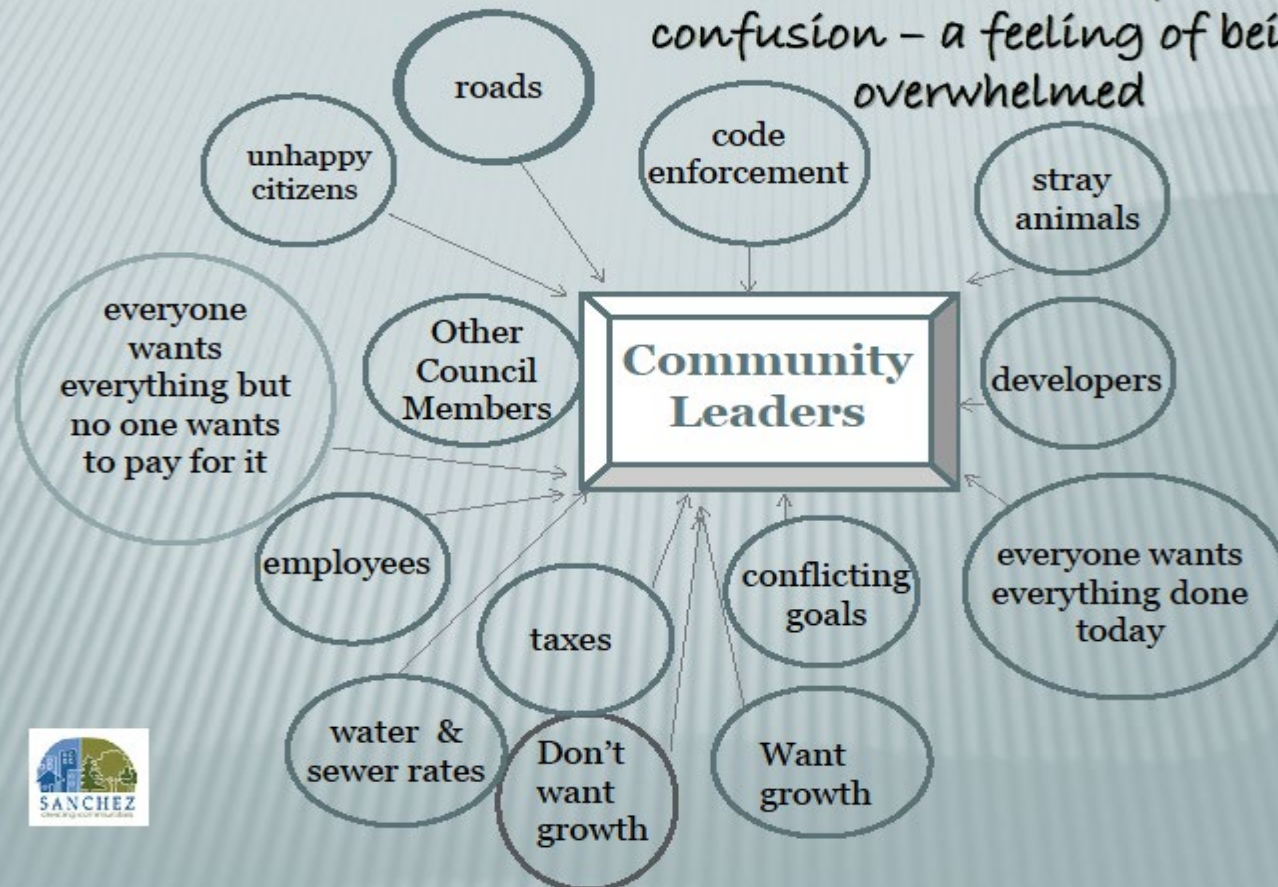 confusion – a feeling of bei
overwhelmed
roads
code
enforcement
unhappy
citizens
stray
animals
everyone
wants
everything but
no one wants
to pay for it
Other
Council
Members
Community
Leaders
developers
employees
taxes
conflicting
goals
everyone wants
everything done
today
water &
sewer rates
Don't
want
growth
Want
growth
SANCHEZ